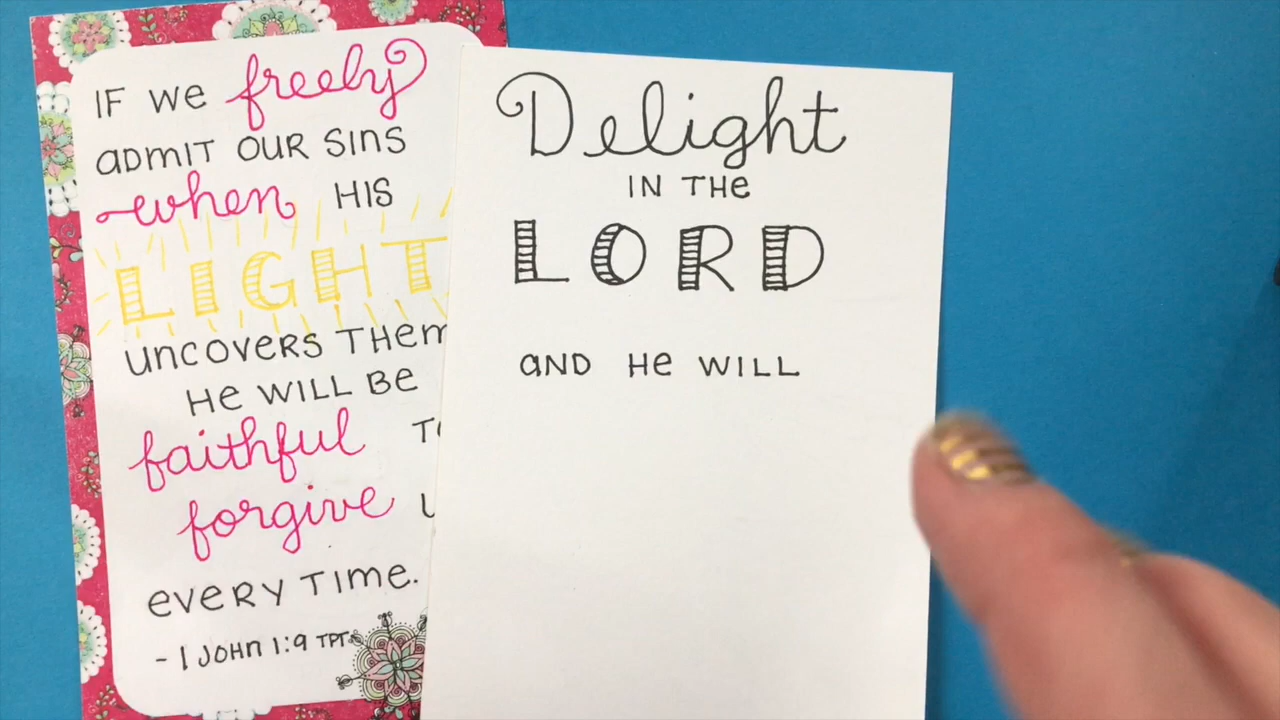 IF we freely
admIT OUR SIns
when HIS
LIGHT
uncovers THem
He WILL Be
faithful
forgive
every TIme.
- 1 JOHn 1:9 TPT
Delight
IN THe
LORD
aND He WILL